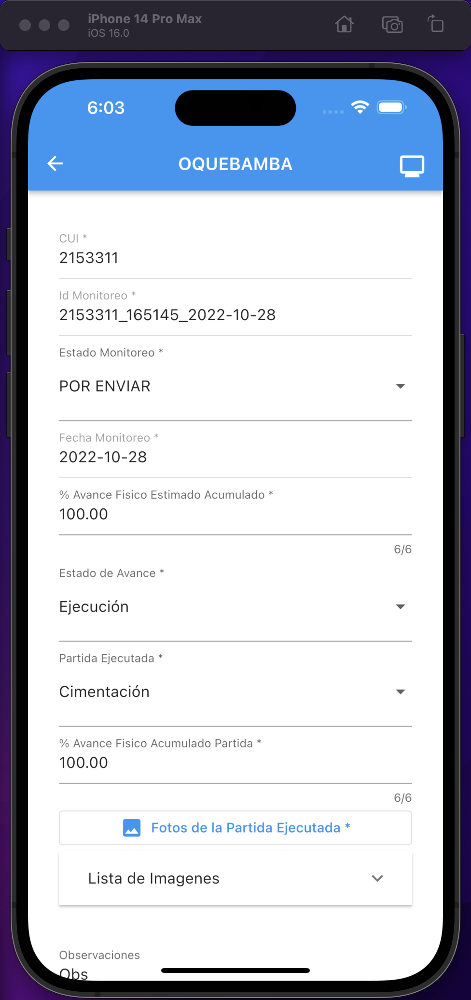 iPhone 14 Pro Max
iOS 16.0
6:03
OQUEBAMBA
CUI *
2153311
Id Monitoreo *
2153311_165145_2022-10-28
Estado Monitoreo *
POR ENVIAR
Fecha Monitoreo *
2022-10-28
% Avance Fisico Estimado Acumulado *
100.00
6/6
Estado de Avance *
Ejecución
Partida Ejecutada *
Cimentación
% Avance Fisico Acumulado Partida *
100.00
6/6
Fotos de la Partida Ejecutada *
Lista de Imagenes
Observaciones
Obs